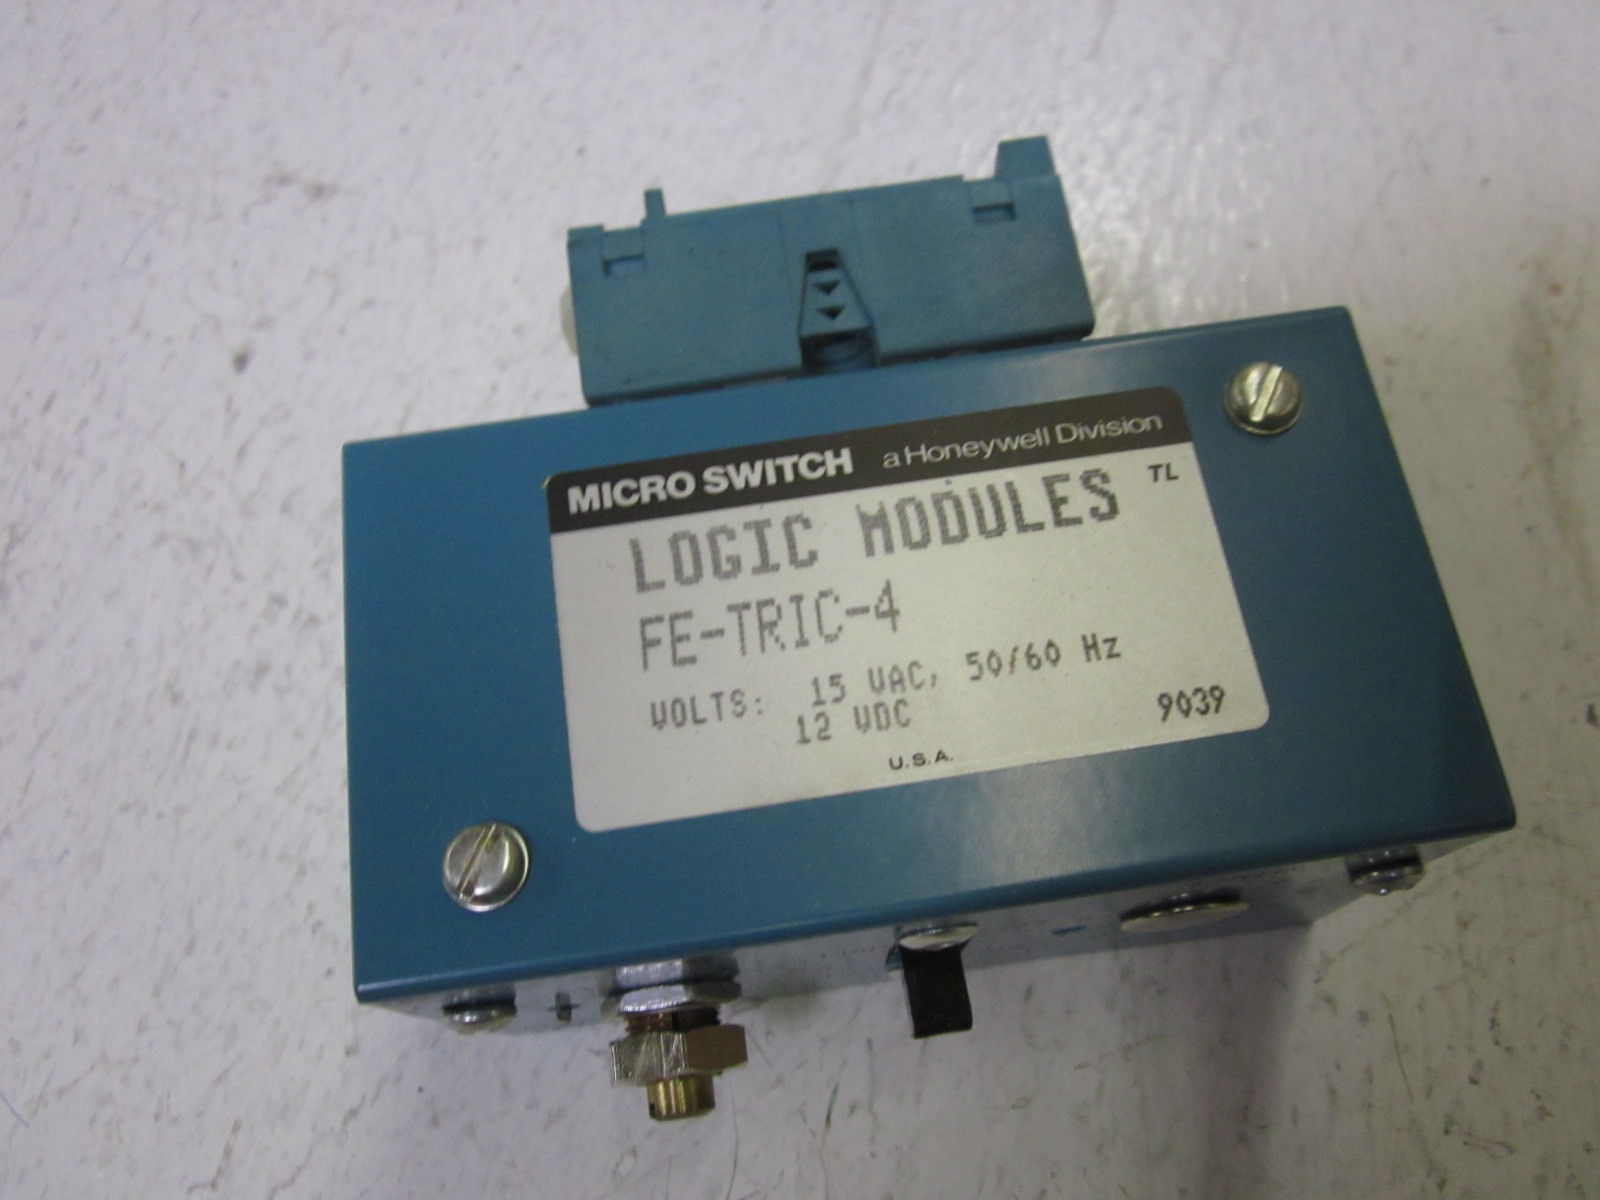 MICRO SWITCH a Honeywell Division
LOGIC MODULES TL
FE-TRIC-4
VOLTS: 15 VAC, 50/60 Hz
12 VDC 9039
U.S.A.
+ -